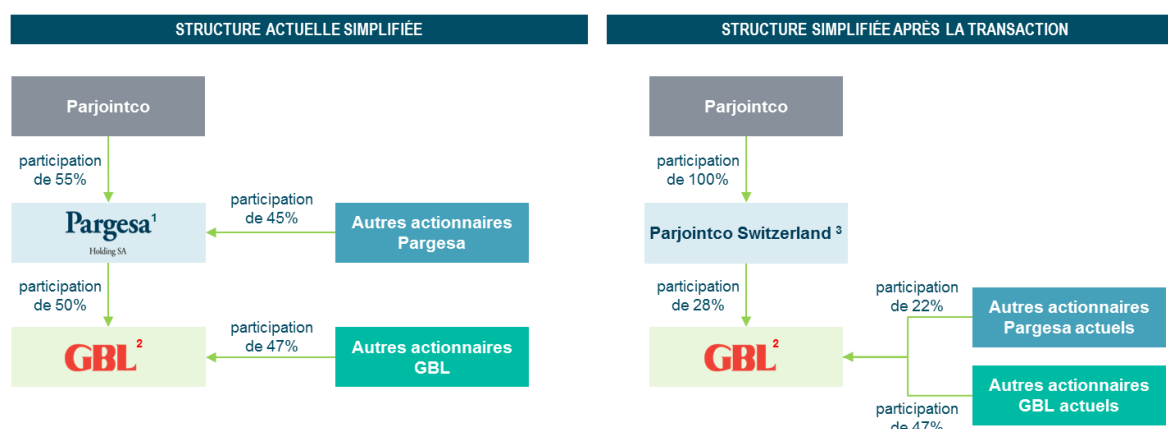 STRUCTURE ACTUELLE SIMPLIFIÉE
Parjointco
participation
de 55%
Pargesa¹
Holding SA
participation
de 45%
Autres actionnaires
Pargesa
participation
de 50%
GBL²
participation
de 47%
Autres actionnaires
GBL
STRUCTURE SIMPLIFIÉE APRÈS LA TRANSACTION
Parjointco
participation
de 100%
Parjointco Switzerland ³
participation
de 28%
GBL²
participation
de 22%
Autres actionnaires
Pargesa actuels
Autres actionnaires
GBL actuels
participation
de 47%